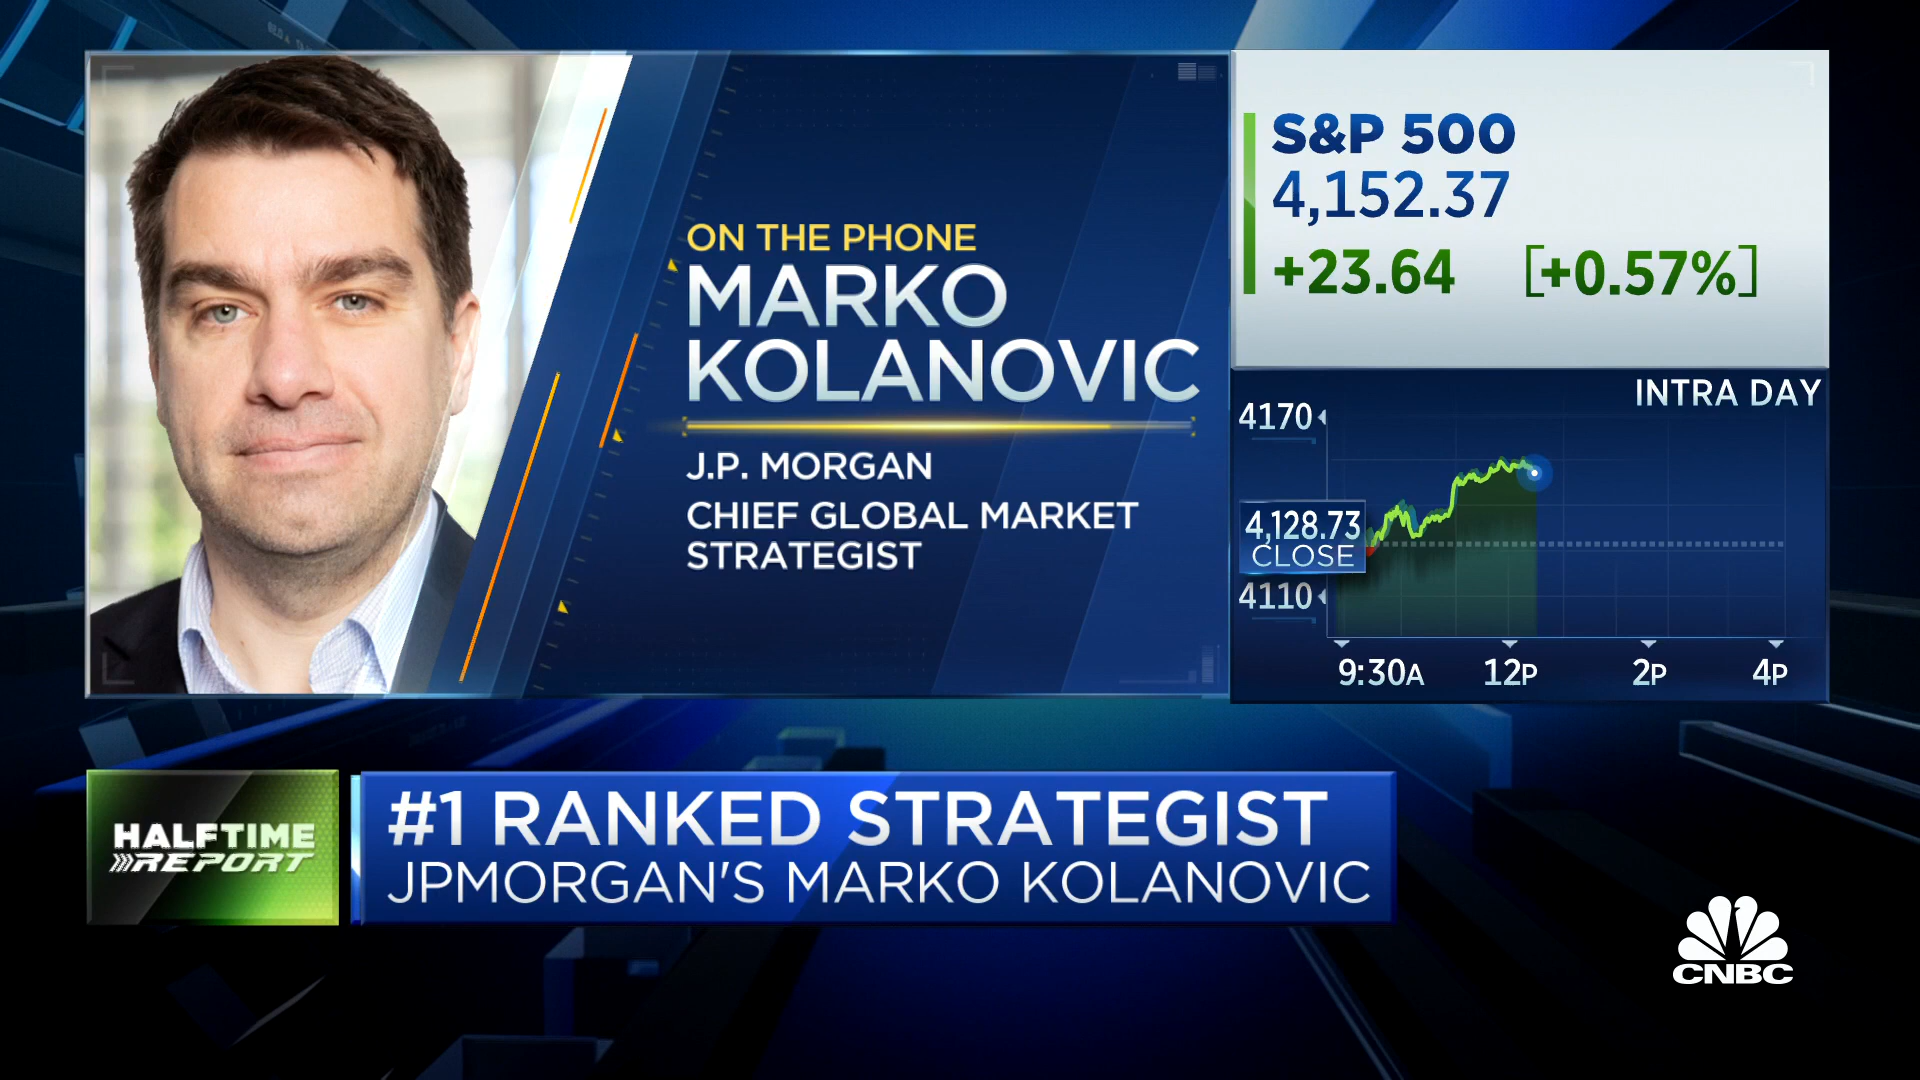 ON THE PHONE
MARKO
KOLANOVIC
J.P. MORGAN
CHIEF GLOBAL MARKET
STRATEGIST
S&P 500
4,152.37
+23.64 [+0.57%]
INTRA DAY
4170
4,128.73
CLOSE
4110
9:30A 12P 2P 4P
HALFTIME
REPORT
#1 RANKED STRATEGIST
JPMORGAN'S MARKO KOLANOVIC
CNBC